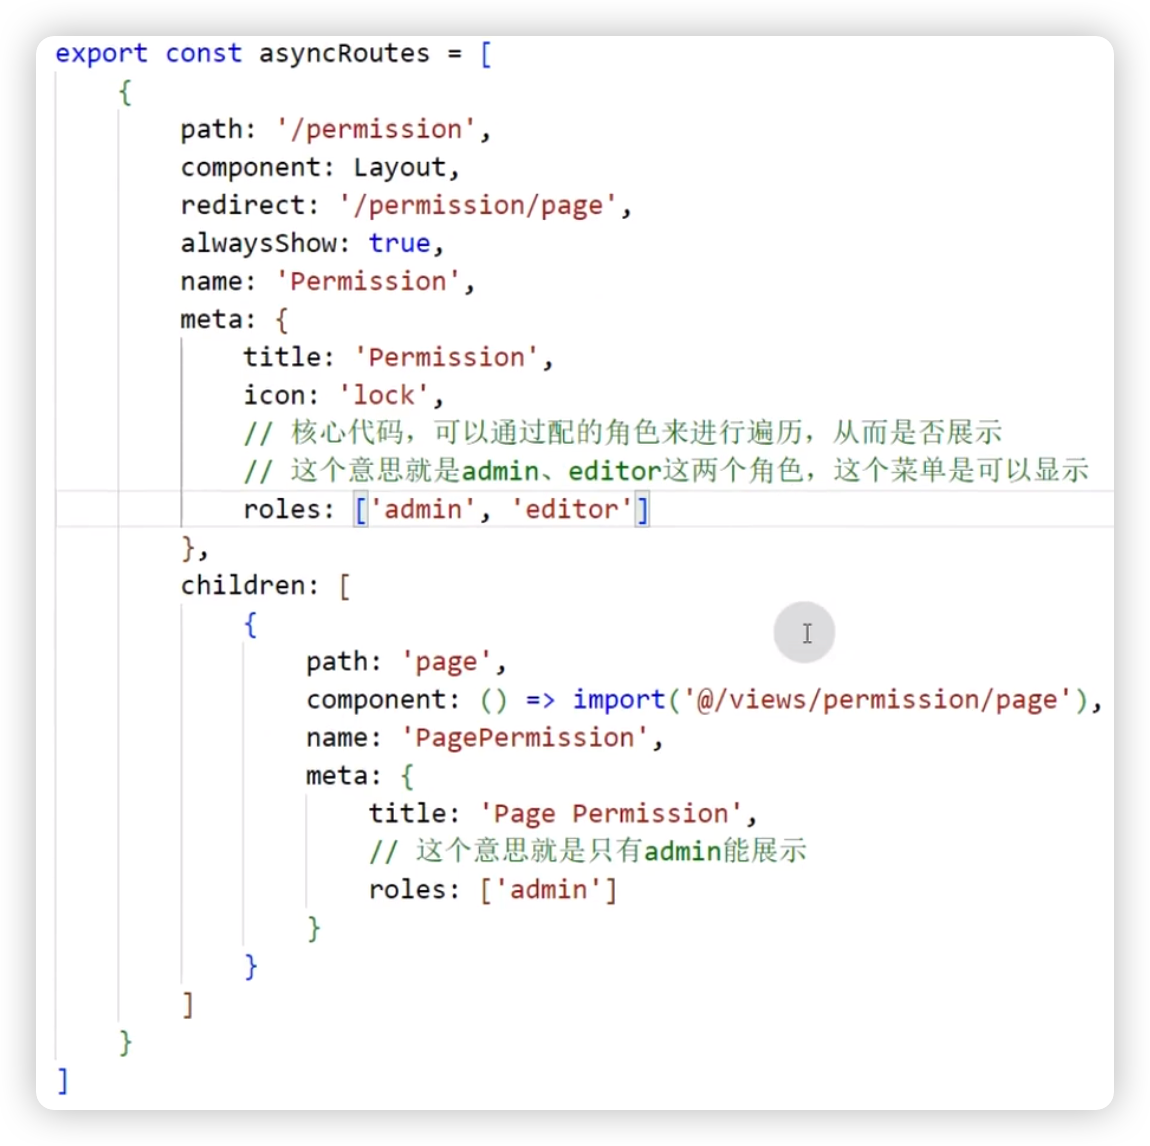 export const asyncRoutes = [
{
path: '/permission',
component: Layout,
redirect: '/permission/page',
alwaysShow: true,
name: 'Permission',
meta: {
title: 'Permission',
icon: 'lock',
// 核心代码，可以通过配的角色来进行遍历，从而是否展示
// 这个意思就是admin、editor这两个角色，这个菜单是可以显示
roles: ['admin', 'editor']
},
children: [
{
path: 'page',
component: () => import('@/views/permission/page'),
name: 'PagePermission',
meta: {
title: 'Page Permission',
// 这个意思就是只有admin能展示
roles: ['admin']
}
}
]
}
]